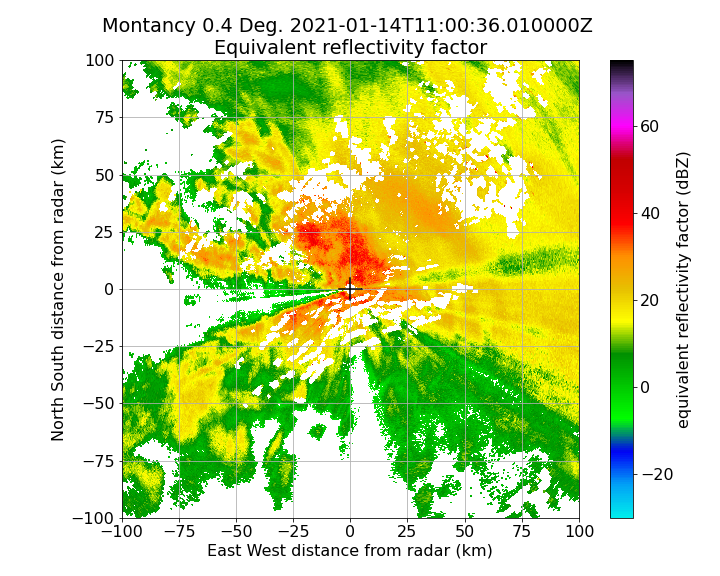 Montancy 0.4 Deg. 2021-01-14T11:00:36.010000Z
Equivalent reflectivity factor
100
75
50
25
0
−25
−50
−75
−100
−100 −75 −50 −25 0 25 50 75 100
East West distance from radar (km)
North South distance from radar (km)
60
40
20
0
−20
equivalent reflectivity factor (dBZ)